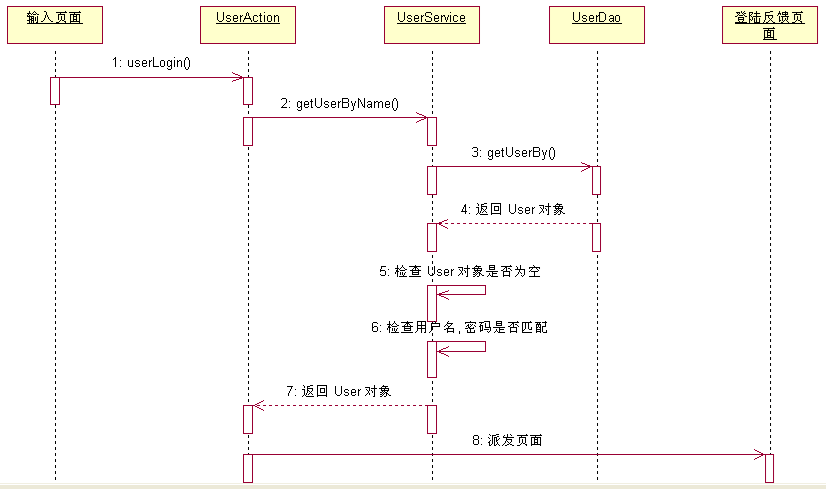 输入页面
UserAction
UserService
UserDao
登陆反馈页
面
1: userLogin()
2: getUserByName()
3: getUserBy()
4: 返回 User 对象
5: 检查 User 对象是否为空
6: 检查用户名,密码是否匹配
7: 返回 User 对象
8: 派发页面